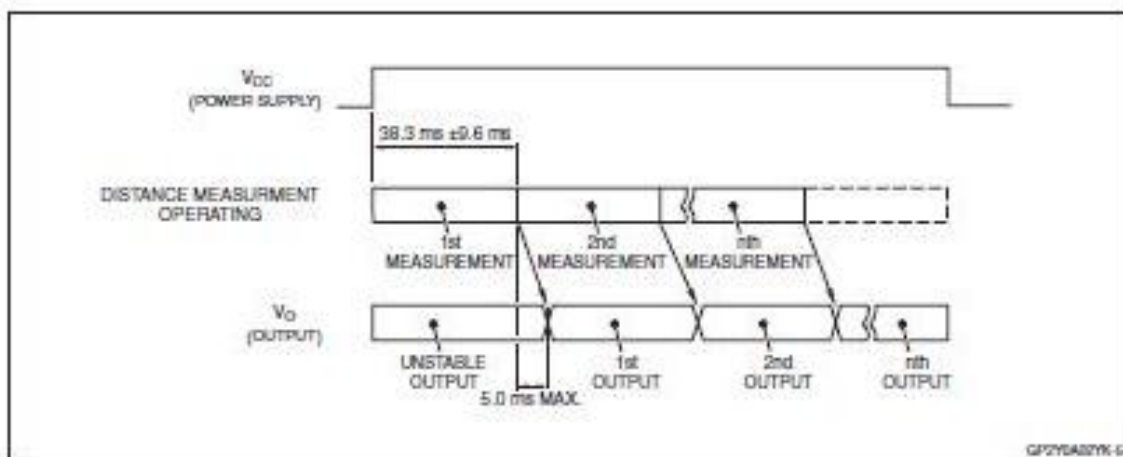 VCC
(POWER SUPPLY)
38.3 ms ±9.6 ms
DISTANCE MEASURMENT
OPERATING
1st
MEASUREMENT
2nd
MEASUREMENT
nth
MEASUREMENT
VO
(OUTPUT)
UNSTABLE
OUTPUT
1st
OUTPUT
2nd
OUTPUT
nth
OUTPUT
5.0 ms MAX.